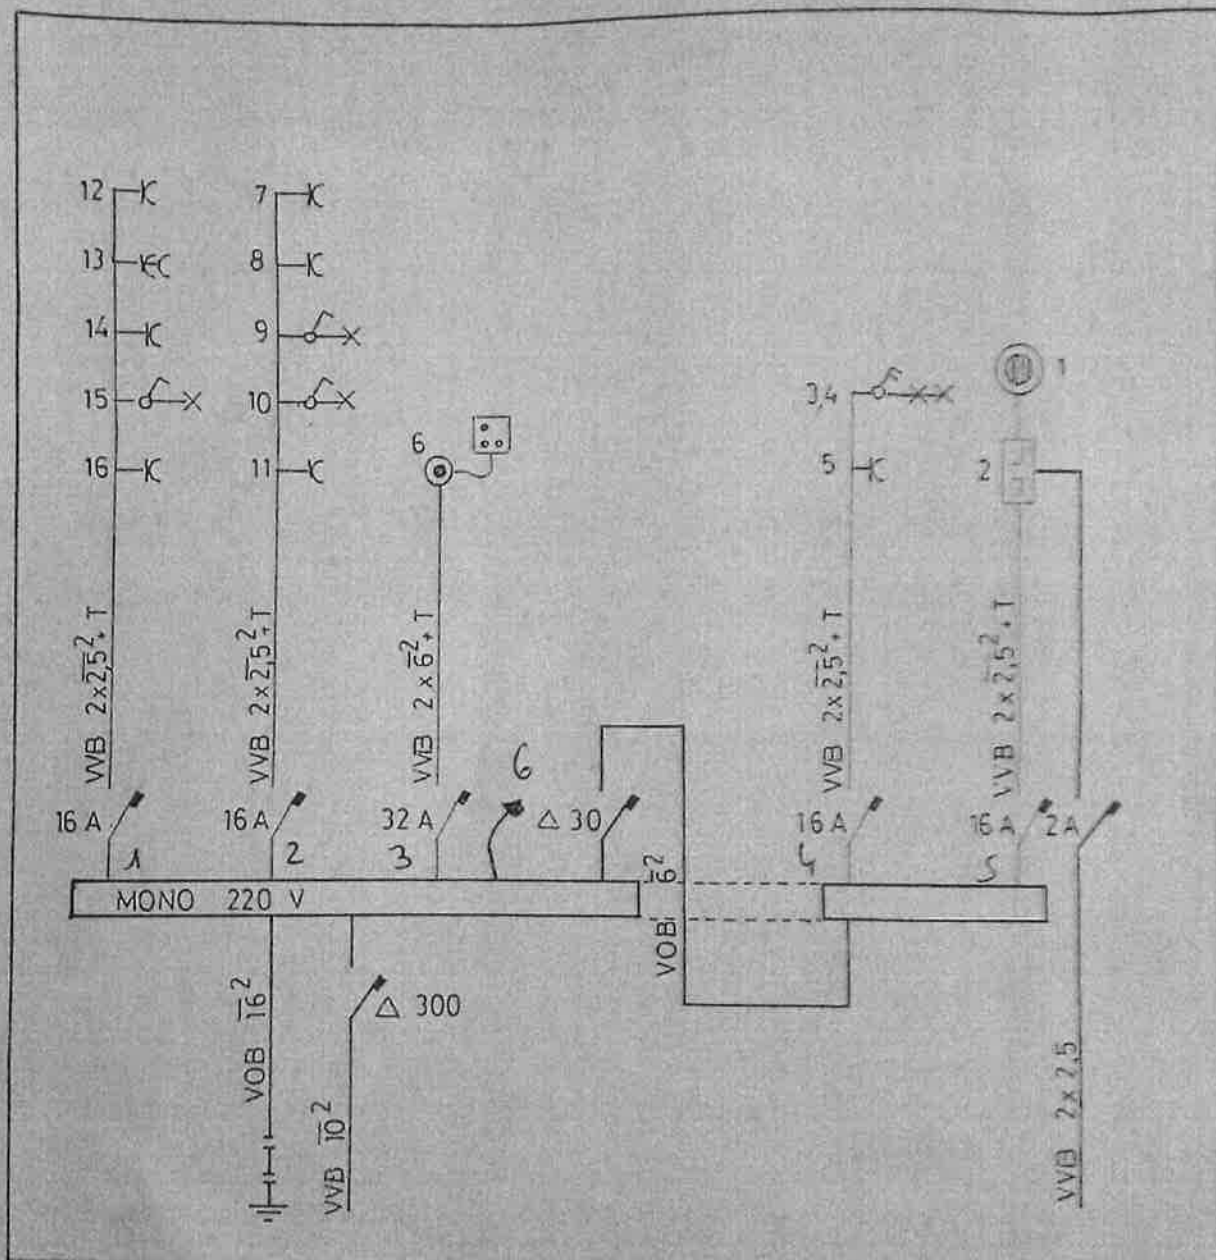 12
7
13
8
14
9
1
15
10
3,4
6
16
11
5
2
VVB 2x2,5²+T
VVB 2x2,5²+T
VVB 2x6²+T
VVB 2x2,5²+T
VVB 2x2,5²+T
6
16 A
16 A
32 A
△ 30
16 A
16 A
2 A
1
2
3
4
5
MONO 220 V
VOB 6²
VOB 16²
△ 300
VVB 10²
VVB 2x2,5